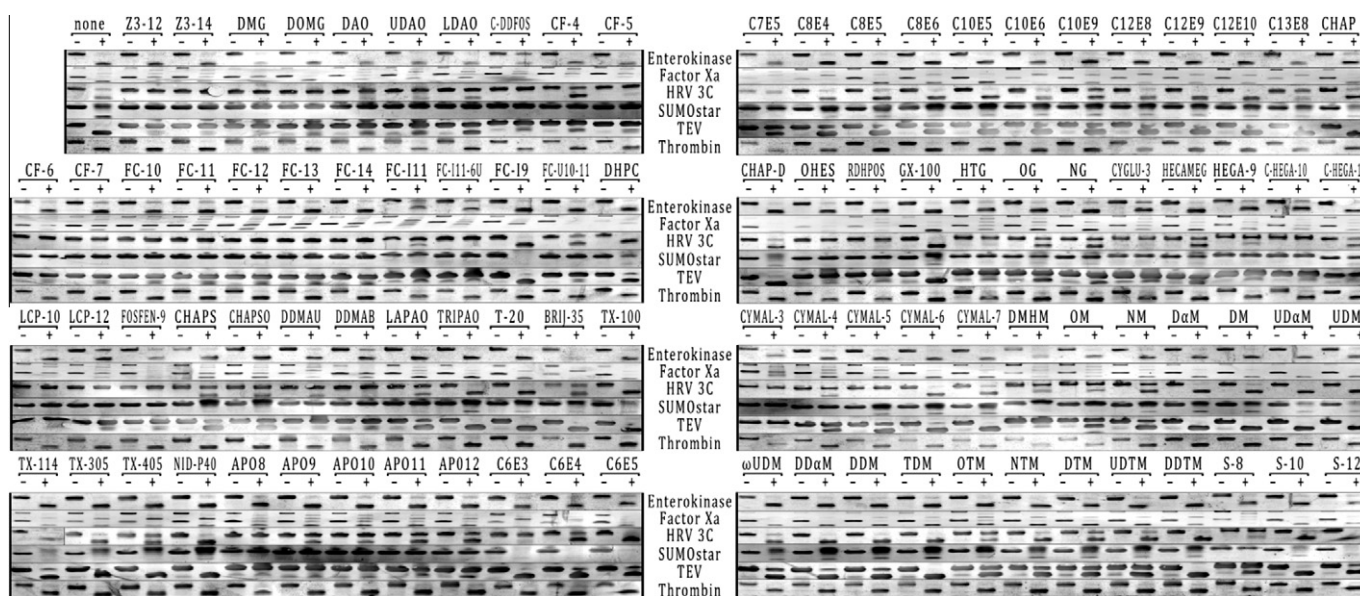 none Z3-12 Z3-14 DMG DOMG DAO UDAO LDAO C-DDFOS CF-4 CF-5
- + - + - + - + - + - + - + - + - + - + - +
Enterokinase
Factor Xa
HRV 3C
SUMOstar
TEV
Thrombin
C7E5 C8E4 C8E5 C8E6 C10E5 C10E6 C10E9 C12E8 C12E9 C12E10 C13E8 CHAP
- + - + - + - + - + - + - + - + - + - + - + - +
CF-6 CF-7 FC-10 FC-11 FC-12 FC-13 FC-14 FC-I11 FC-I11-6U FC-I9 FC-U10-11 DHPC
- + - + - + - + - + - + - + - + - + - + - + - +
Enterokinase
Factor Xa
HRV 3C
SUMOstar
TEV
Thrombin
CHAP-D OHES RDHPOS GX-100 HTG OG NG CYGLU-3 HECAMEG HEGA-9 C-HEGA-10 C-HEGA-1
- + - + - + - + - + - + - + - + - + - + - + - +
LCP-10 LCP-12 FOSFEN-9 CHAPS CHAPSO DDMAU DDMAB LAPAO TRIPAO T-20 BRIJ-35 TX-100
- + - + - + - + - + - + - + - + - + - + - + - +
Enterokinase
Factor Xa
HRV 3C
SUMOstar
TEV
Thrombin
CYMAL-3 CYMAL-4 CYMAL-5 CYMAL-6 CYMAL-7 DMHM OM NM DαM DM UDαM UDM
- + - + - + - + - + - + - + - + - + - + - + - +
TX-114 TX-305 TX-405 NID-P40 APO8 APO9 APO10 APO11 APO12 C6E3 C6E4 C6E5
- + - + - + - + - + - + - + - + - + - + - + - +
Enterokinase
Factor Xa
HRV 3C
SUMOstar
TEV
Thrombin
ωUDM DDαM DDM TDM OTM NTM DTM UDTM DDTM S-8 S-10 S-12
- + - + - + - + - + - + - + - + - + - + - + - +